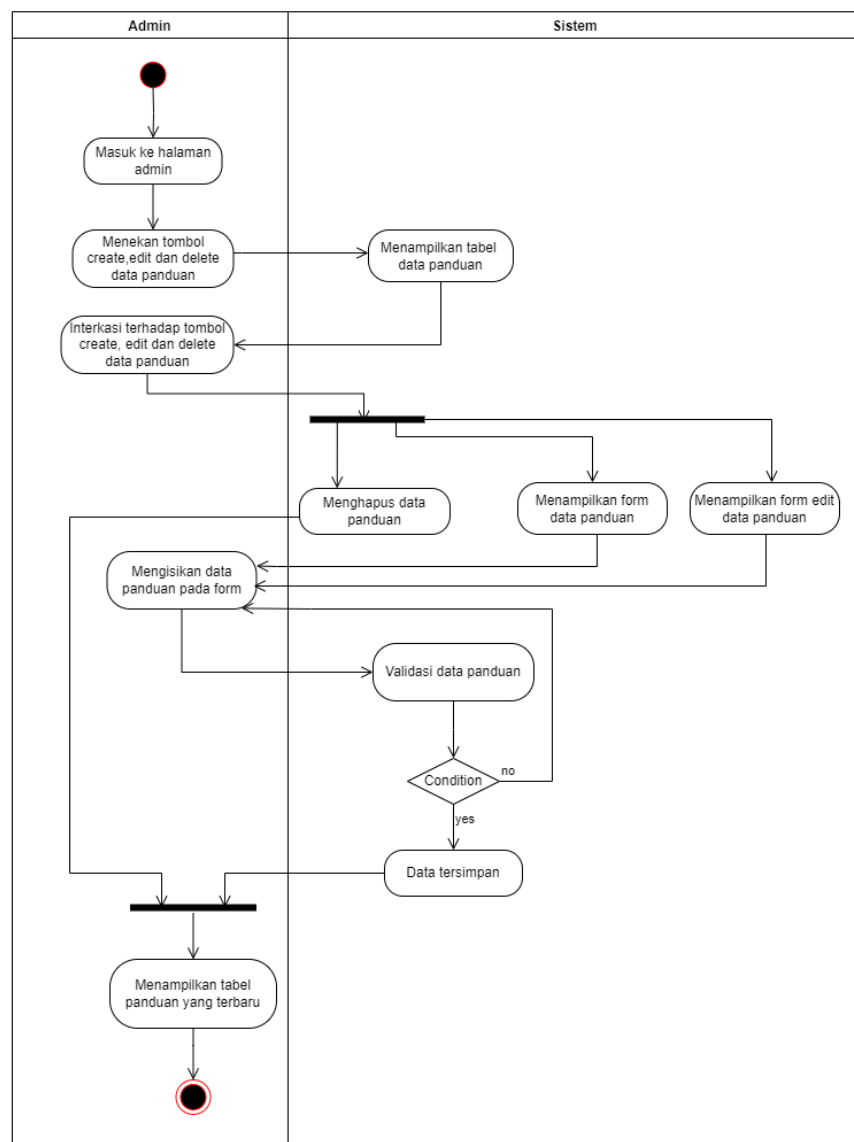 Admin
Sistem
Masuk ke halaman
admin
Menekan tombol
create,edit dan delete
data panduan
Menampilkan tabel
data panduan
Interkasi terhadap tombol
create, edit dan delete
data panduan
Menghapus data
panduan
Menampilkan form
data panduan
Menampilkan form edit
data panduan
Mengisikan data
panduan pada form
Validasi data panduan
Condition
no
yes
Data tersimpan
Menampilkan tabel
panduan yang terbaru